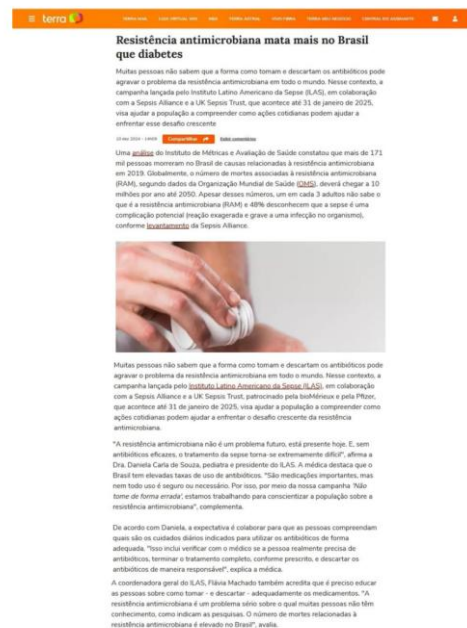 terra
Resistência antimicrobiana mata mais no Brasil
que diabetes
Muitas pessoas não sabem que a forma como tomam e descartam os antibióticos pode
agravar o problema da resistência antimicrobiana em todo o mundo. Nesse contexto, a
campanha lançada pelo Instituto Latino Americano da Sepse (ILAS), em colaboração
com a Sepsis Alliance e a UK Sepsis Trust, que acontece até 31 de janeiro de 2025,
visa ajudar a população a compreender como ações cotidianas podem ajudar a
enfrentar esse desafio crescente
Compartilhar
Exibir comentários
Uma análise do Instituto de Métricas e Avaliação de Saúde constatou que mais de 171
mil pessoas morreram no Brasil de causas relacionadas à resistência antimicrobiana
em 2019. Globalmente, o número de mortes associadas à resistência antimicrobiana
(RAM), segundo dados da Organização Mundial de Saúde (OMS), deverá chegar a 10
milhões por ano até 2050. Apesar desses números, um em cada 3 adultos não sabe o
que é a resistência antimicrobiana (RAM) e 48% desconhecem que a sepse é uma
complicação potencial (reação exagerada e grave a uma infecção no organismo),
conforme levantamento da Sepsis Alliance.
Muitas pessoas não sabem que a forma como tomam e descartam os antibióticos pode
agravar o problema da resistência antimicrobiana em todo o mundo. Nesse contexto, a
campanha lançada pelo Instituto Latino Americano da Sepse (ILAS), em colaboração
com a Sepsis Alliance e a UK Sepsis Trust, patrocinado pela bioMérieux e pela Pfizer,
que acontece até 31 de janeiro de 2025, visa ajudar a população a compreender como
ações cotidianas podem ajudar a enfrentar o desafio crescente da resistência
antimicrobiana.
"A resistência antimicrobiana não é um problema futuro, está presente hoje. E, sem
antibióticos eficazes, o tratamento da sepse torna-se extremamente difícil", afirma a
Dra. Daniela Carla de Souza, pediatra e presidente do ILAS. A médica destaca que o
Brasil tem elevadas taxas de uso de antibióticos. "São medicações importantes, mas
nem todo uso é seguro ou necessário. Por isso, por meio da nossa campanha 'Não
tome de forma errada', estamos trabalhando para conscientizar a população sobre a
resistência antimicrobiana", complementa.
De acordo com Daniela, a expectativa é colaborar para que as pessoas compreendam
quais são os cuidados diários indicados para utilizar os antibióticos de forma
adequada. "Isso inclui verificar com o médico se a pessoa realmente precisa de
antibióticos, terminar o tratamento completo, conforme prescrito, e descartar os
antibióticos de maneira responsável", explica a médica.
A coordenadora geral do ILAS, Flávia Machado também acredita que é preciso educar
as pessoas sobre como tomar - e descartar - adequadamente os medicamentos. "A
resistência antimicrobiana é um problema sério sobre o qual muitas pessoas não têm
conhecimento, como indicam as pesquisas. O número de mortes relacionadas à
resistência antimicrobiana é elevado no Brasil", avalia.